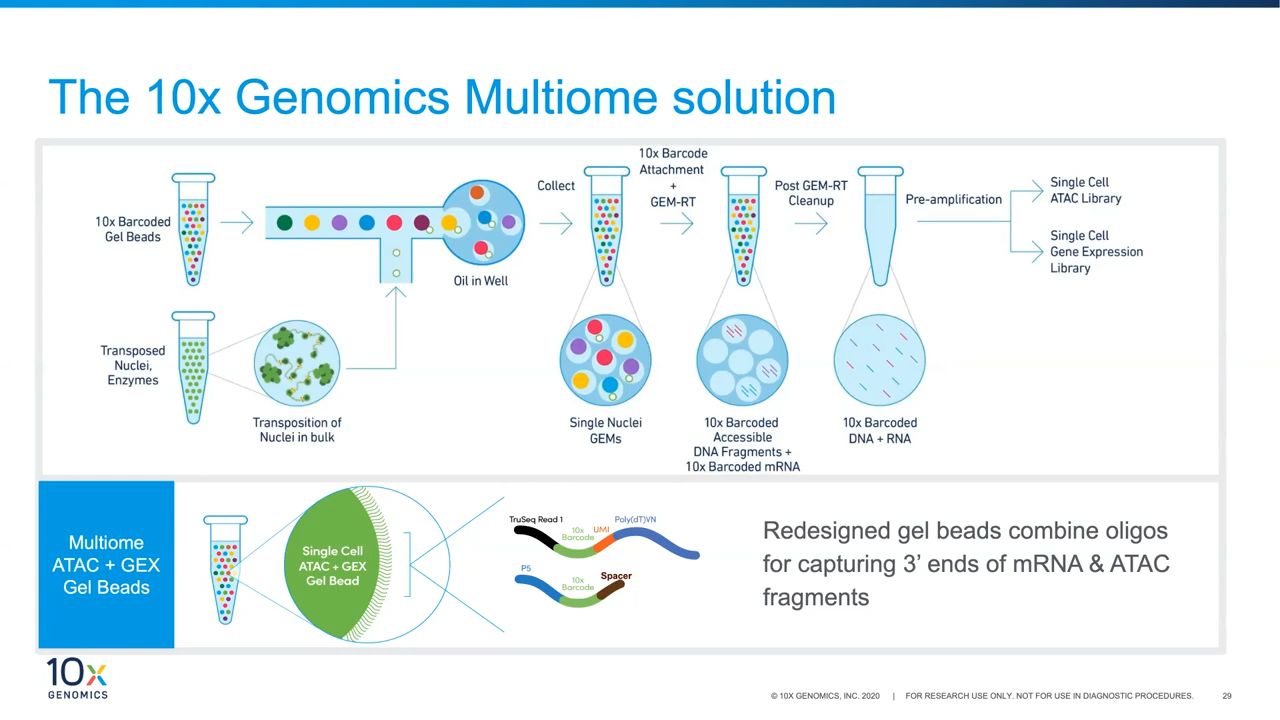 The 10x Genomics Multiome solution
10x Barcoded
Gel Beads
Transposed
Nuclei,
Enzymes
Transposition of
Nuclei in bulk
Oil in Well
Collect
Single Nuclei
GEMs
10x Barcode
Attachment
+
GEM-RT
10x Barcoded
Accessible
DNA Fragments +
10x Barcoded mRNA
Post GEM-RT
Cleanup
10x Barcoded
DNA + RNA
Pre-amplification
Single Cell
ATAC Library
Single Cell
Gene Expression
Library
Multiome
ATAC + GEX
Gel Beads
Single Cell
ATAC + GEX
Gel Bead
TruSeq Read 1
10x
Barcode
UMI
Poly(dT)VN
P5
10x
Barcode
Spacer
Redesigned gel beads combine oligos
for capturing 3’ ends of mRNA & ATAC
fragments
10x
GENOMICS
© 10X GENOMICS, INC. 2020 | FOR RESEARCH USE ONLY. NOT FOR USE IN DIAGNOSTIC PROCEDURES. 29